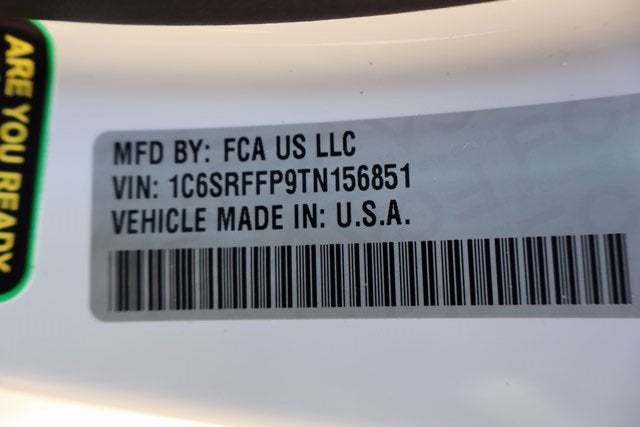 ARE YOU READY
MFD BY: FCA US LLC
VIN: 1C6SRFFP9TN156851
VEHICLE MADE IN: U.S.A.